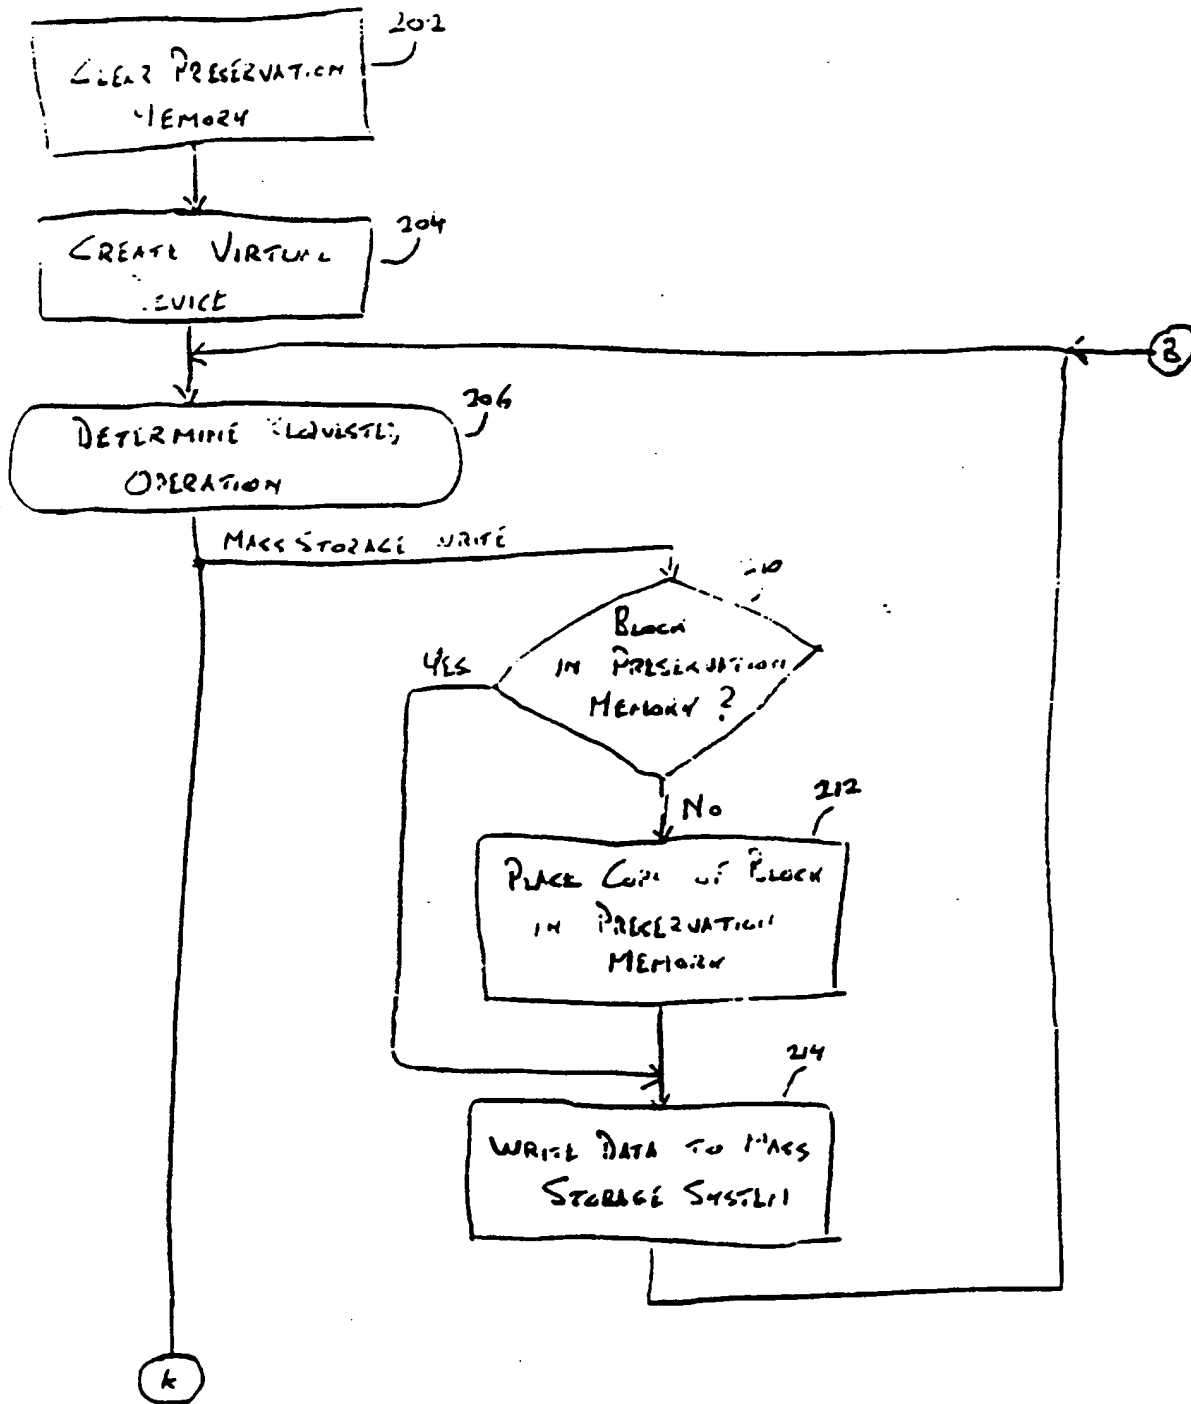 202
CLEAR PRESERVATION
MEMORY
204
CREATE VIRTUAL
DEVICE
B
206
DETERMINE REQUESTED
OPERATION
MASS STORAGE WRITE
210
BLOCK
IN PRESERVATION
MEMORY ?
YES
NO
212
PLACE COPY OF BLOCK
IN PRESERVATION
MEMORY
214
WRITE DATA TO MASS
STORAGE SYSTEM